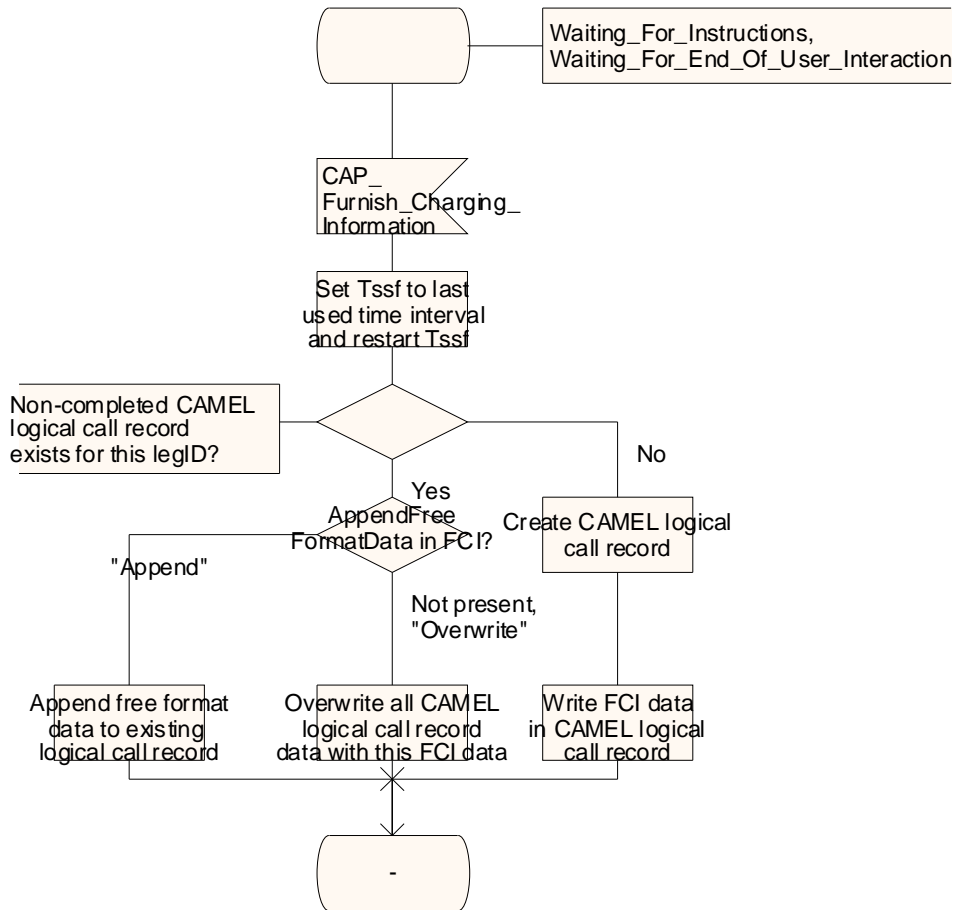 Waiting_For_Instructions,
Waiting_For_End_Of_User_Interaction
CAP_
Furnish_Charging_
Information
Set Tssf to last
used time interval
and restart Tssf
Non-completed CAMEL
logical call record
exists for this legID?
No
Yes
AppendFree
FormatData in FCI?
Create CAMEL logical
call record
"Append"
Not present,
"Overwrite"
Append free format
data to existing
logical call record
Overwrite all CAMEL
logical call record
data with this FCI data
Write FCI data
in CAMEL logical
call record
-